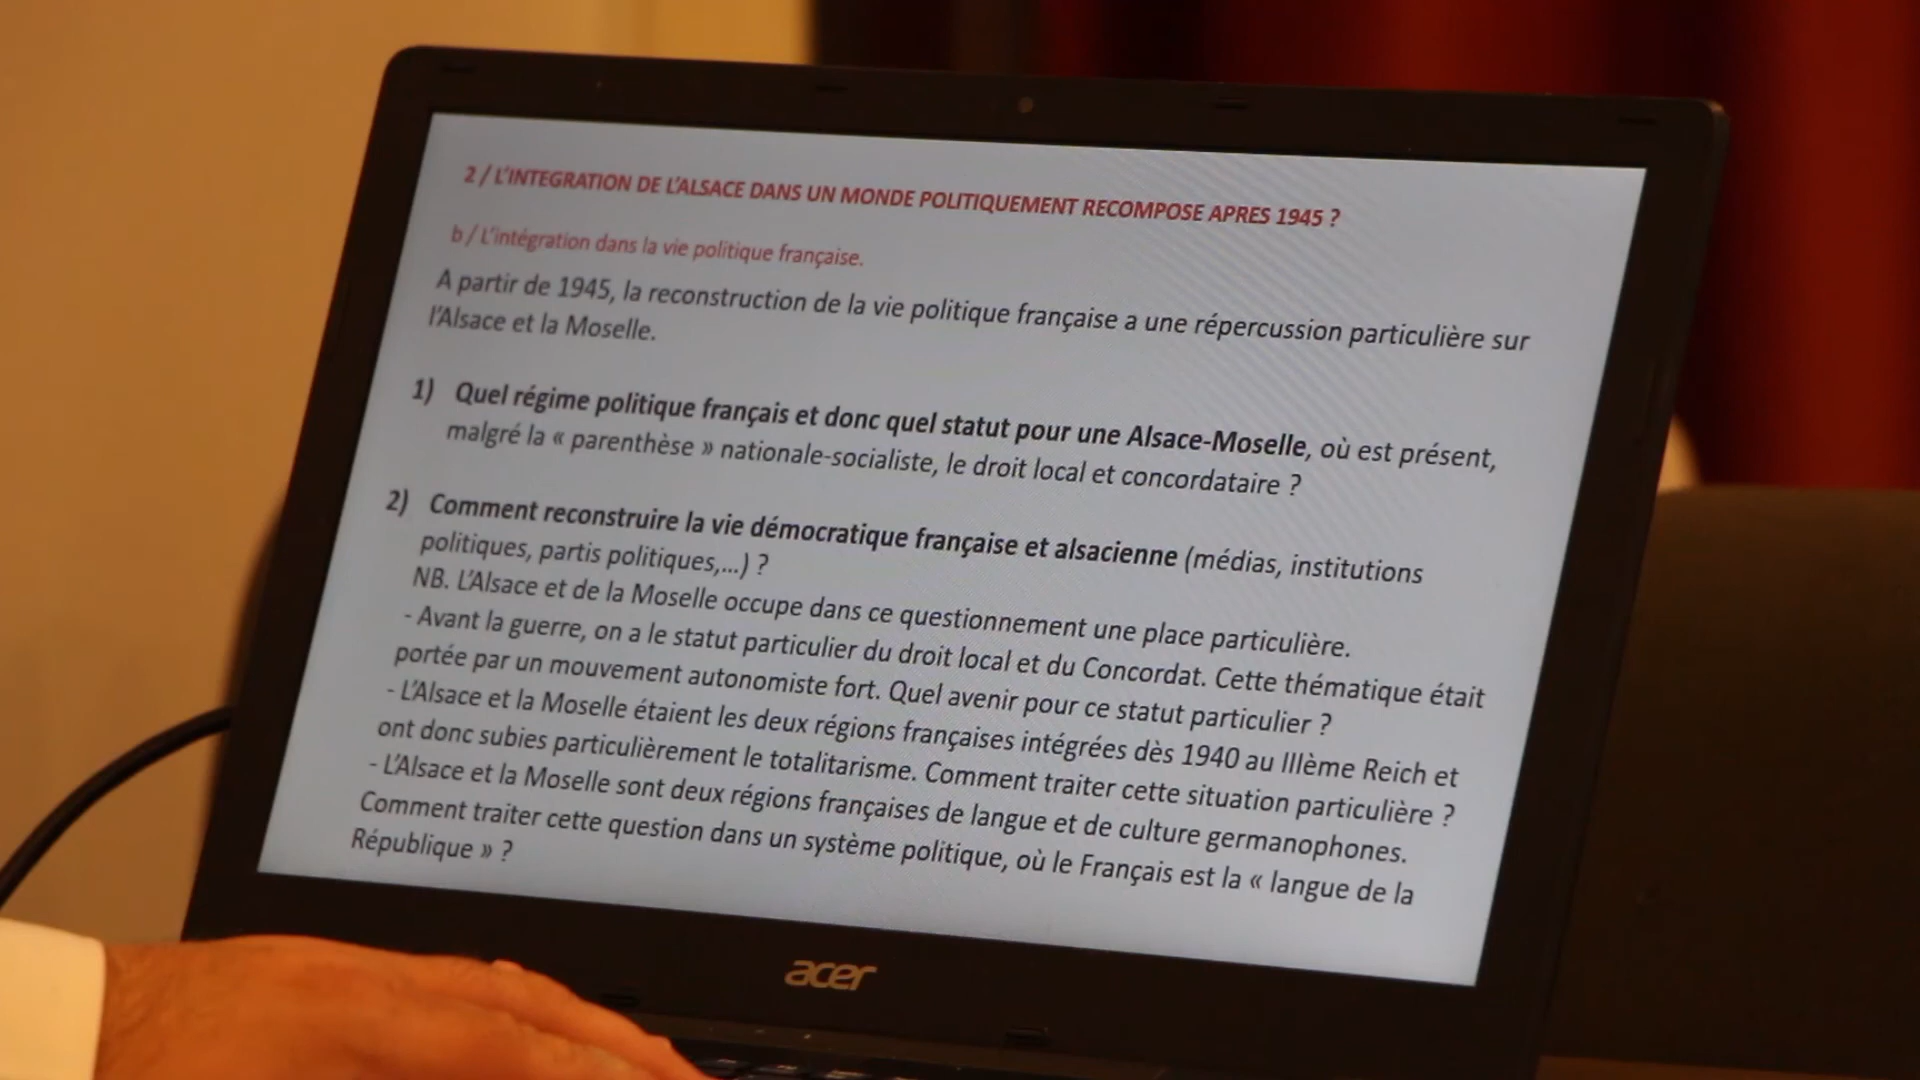 2 / L'INTEGRATION DE L'ALSACE DANS UN MONDE POLITIQUEMENT RECOMPOSE APRES 1945 ?
b / L'intégration dans la vie politique française.
A partir de 1945, la reconstruction de la vie politique française a une répercussion particulière sur
l'Alsace et la Moselle.
1) Quel régime politique français et donc quel statut pour une Alsace-Moselle, où est présent,
malgré la « parenthèse » nationale-socialiste, le droit local et concordataire ?
2) Comment reconstruire la vie démocratique française et alsacienne (médias, institutions
politiques, partis politiques,...) ?
NB. L'Alsace et de la Moselle occupe dans ce questionnement une place particulière.
- Avant la guerre, on a le statut particulier du droit local et du Concordat. Cette thématique était
portée par un mouvement autonomiste fort. Quel avenir pour ce statut particulier ?
- L'Alsace et la Moselle étaient les deux régions françaises intégrées dès 1940 au IIIème Reich et
ont donc subies particulièrement le totalitarisme. Comment traiter cette situation particulière ?
- L'Alsace et la Moselle sont deux régions françaises de langue et de culture germanophones.
Comment traiter cette question dans un système politique, où le Français est la « langue de la
République » ?
acer